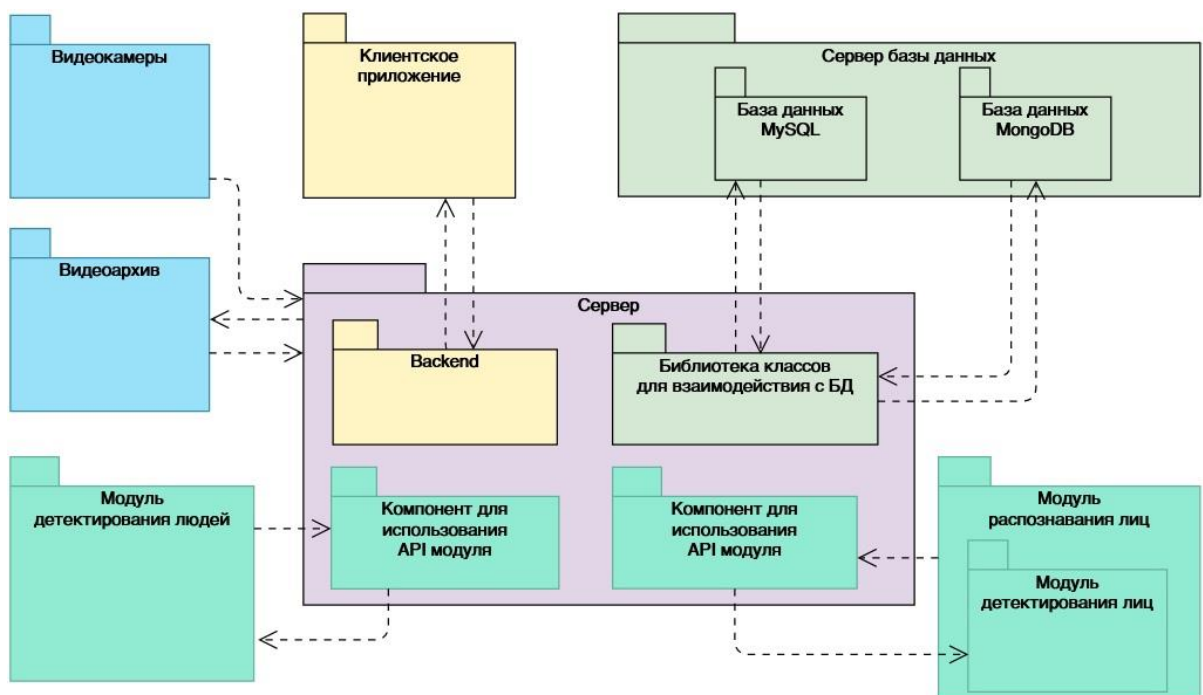 Видеокамеры
Клиентское
приложение
Сервер базы данных
База данных
MySQL
База данных
MongoDB
Видеоархив
Сервер
Backend
Библиотека классов
для взаимодействия с БД
Модуль
детектирования людей
Компонент для
использования
API модуля
Компонент для
использования
API модуля
Модуль
распознавания лиц
Модуль
детектирования лиц